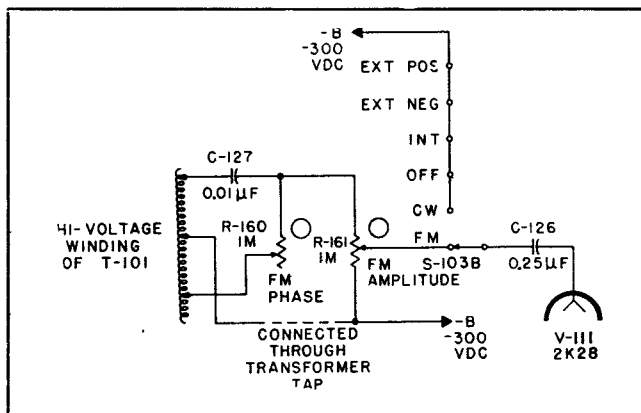 -B
-300
VDC
EXT POS
EXT NEG
INT
OFF
CW
FM
C-127
0.01µF
HI-VOLTAGE
WINDING
OF T-101
R-160
1M
FM
PHASE
R-161
1M
FM
AMPLITUDE
S-103B
C-126
0.25µF
V-111
2K28
CONNECTED
THROUGH
TRANSFORMER
TAP
-B
-300
VDC